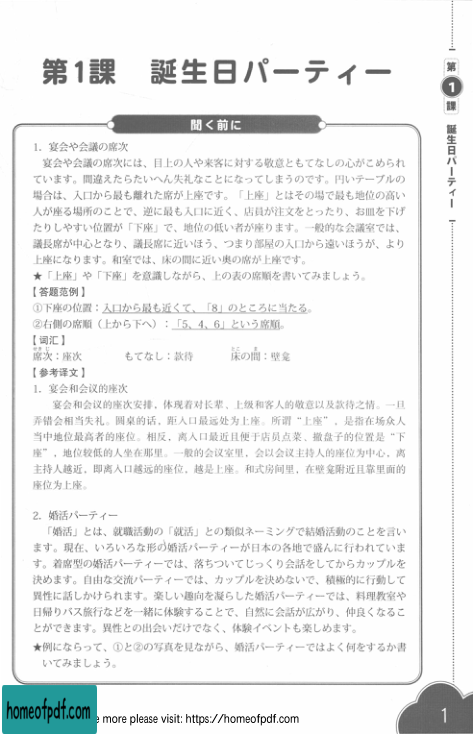 第1課　誕生日パーティー
第
1
課
誕生日パーティー
聞く前に
1. 宴会や会議の席次
宴会や会議の席次には、目上の人や来客に対する敬意ともてなしの心がこめられ
ています。間違えたらたいへん失礼なことになってしまうのです。円いテーブルの
場合は、入口から最も離れた席が上座です。「上座」とはその場で最も地位の高い
人が座る場所のことで、逆に最も入口に近く、店員が注文をとったり、お皿を下げ
たりしやすい位置が「下座」で、地位の低い者が座ります。一般的な会議室では、
議長席が中心となり、議長席に近いほう、つまり部屋の入口から遠いほうが、より
上座になります。和室では、床の間に近い奥の席が上座です。
★「上座」や「下座」を意識しながら、上の表の席順を書いてみましょう。
【答题范例】
①下座の位置：入口から最も近くて、「8」のところに当たる。
②右側の席順（上から下へ）：「5、4、6」という席順。
【词汇】
席次：座次　もてなし：款待　床の間：壁龛
【参考译文】
1. 宴会和会议的座次
宴会和会议的座次安排，体现着对长辈、上级和客人的敬意以及款待之情。一旦
弄错会相当失礼。圆桌的话，距入口最远处为上座。所谓“上座”，是指在场众人
当中地位最高者的座位。相反，离入口最近且便于店员点菜、撤盘子的位置是“下
座”，地位较低的人坐在那里。一般的会议室里，会以会议主持人的座位为中心，离
主持人越近，即离入口越远的座位，越是上座。和式房间里，在壁龛附近且靠里面的
座位为上座。
2. 婚活パーティー
「婚活」とは、就職活動の「就活」との類似ネーミングで結婚活動のことを言い
ます。現在、いろいろな形の婚活パーティーが日本の各地で盛んに行われていま
す。着席型の婚活パーティーでは、落ちついてじっくり会話をしてからカップルを
決めます。自由な交流パーティーでは、カップルを決めないで、積極的に行動して
異性に話しかけられます。楽しい趣向を凝らした婚活パーティーでは、料理教室や
日帰りバス旅行などを一緒に体験することで、自然に会話が広がり、仲良くなるこ
とができます。異性との出会いだけでなく、体験イベントも楽しめます。
★例にならって、①と②の写真を見ながら、婚活パーティーではよく何をするか書
いてみましょう。
homeofpdf.com
e more please visit: https://homeofpdf.com
1